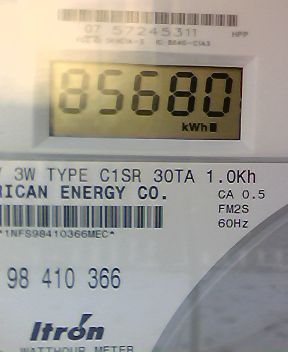 07 57245311 HPP
85680
kWh
3W TYPE C1SR 30TA 1.0Kh
RICAN ENERGY CO.
CA 0.5
FM2S
60Hz
*1NFS98410366MEC*
98 410 366
Itron
WATTHOUR METER